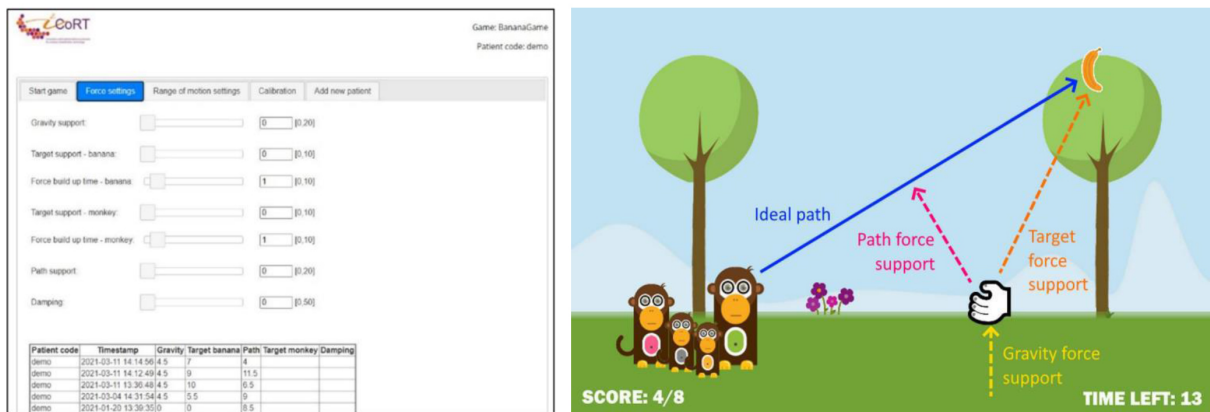 i CoRT
Game: BananaGame
Patient code: demo
Start game Force settings Range of motion settings Calibration Add new patient
Gravity support: 0 [0,20]
Target support - banana: 0 [0,10]
Force build up time - banana: 1 [0,10]
Target support - monkey: 0 [0,10]
Force build up time - monkey: 1 [0,10]
Path support: 0 [0,20]
Damping: 0 [0,50]
Patient code Timestamp Gravity Target banana Path Target monkey Damping
demo 2021-03-11 14:14:56 4.5 7 4
demo 2021-03-11 14:12:49 4.5 9 11.5
demo 2021-03-11 13:36:48 4.5 10 6.5
demo 2021-03-04 14:31:54 4.5 5.5 9
demo 2021-01-20 13:39:35 0 0 8.5
Ideal path
Path force
support
Target
force
support
Gravity force
support
SCORE: 4/8
TIME LEFT: 13